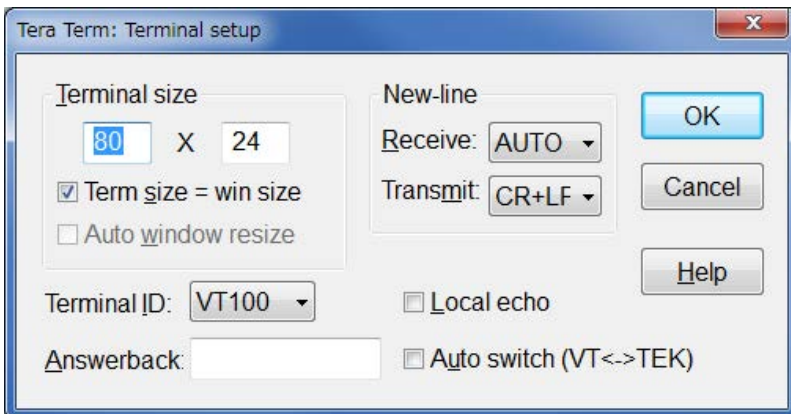 Tera Term: Terminal setup
Terminal size
80 X 24
Term size = win size
Auto window resize
New-line
Receive: AUTO
Transmit: CR+LF
OK
Cancel
Help
Terminal ID: VT100
Local echo
Answerback:
Auto switch (VT<->TEK)